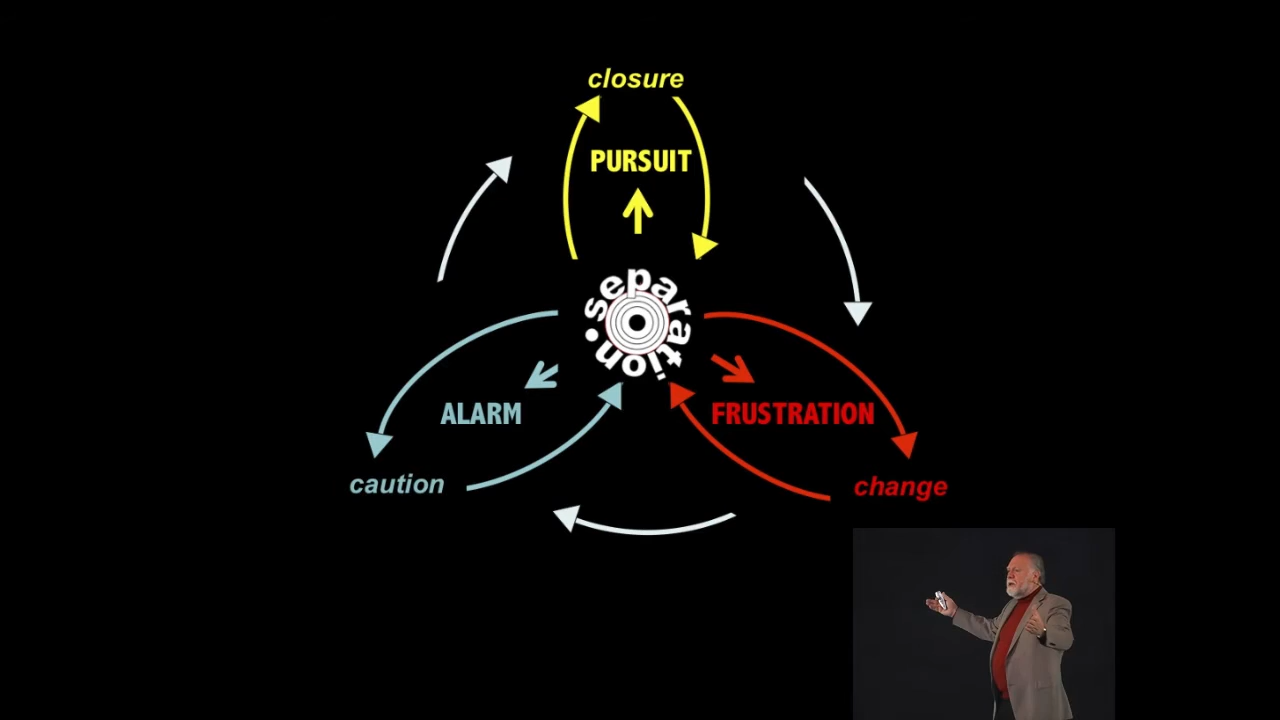 closure
PURSUIT
separation.
ALARM
FRUSTRATION
caution
change